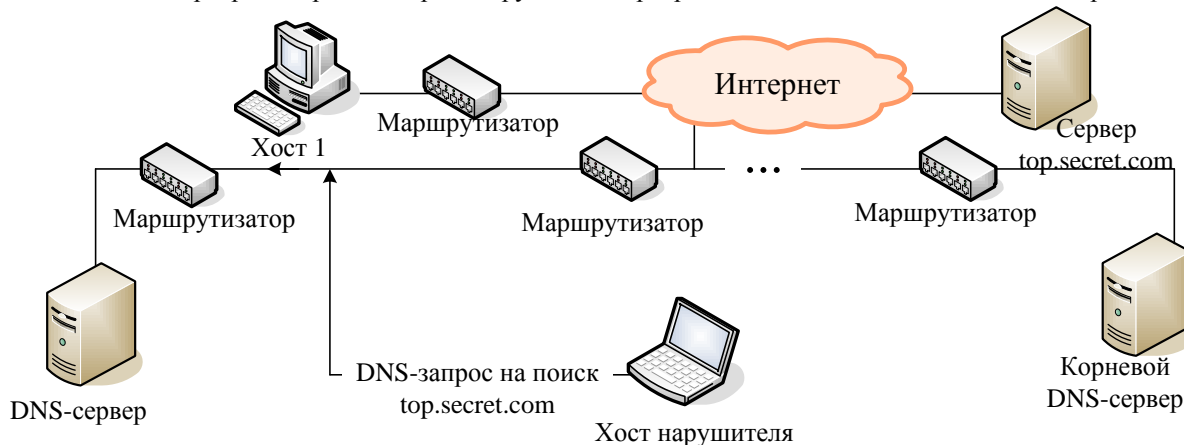 Интернет
Маршрутизатор
Сервер
top.secret.com
Хост 1
Маршрутизатор
Маршрутизатор
Маршрутизатор
DNS-запрос на поиск
top.secret.com
Корневой
DNS-сервер
DNS-сервер
Хост нарушителя